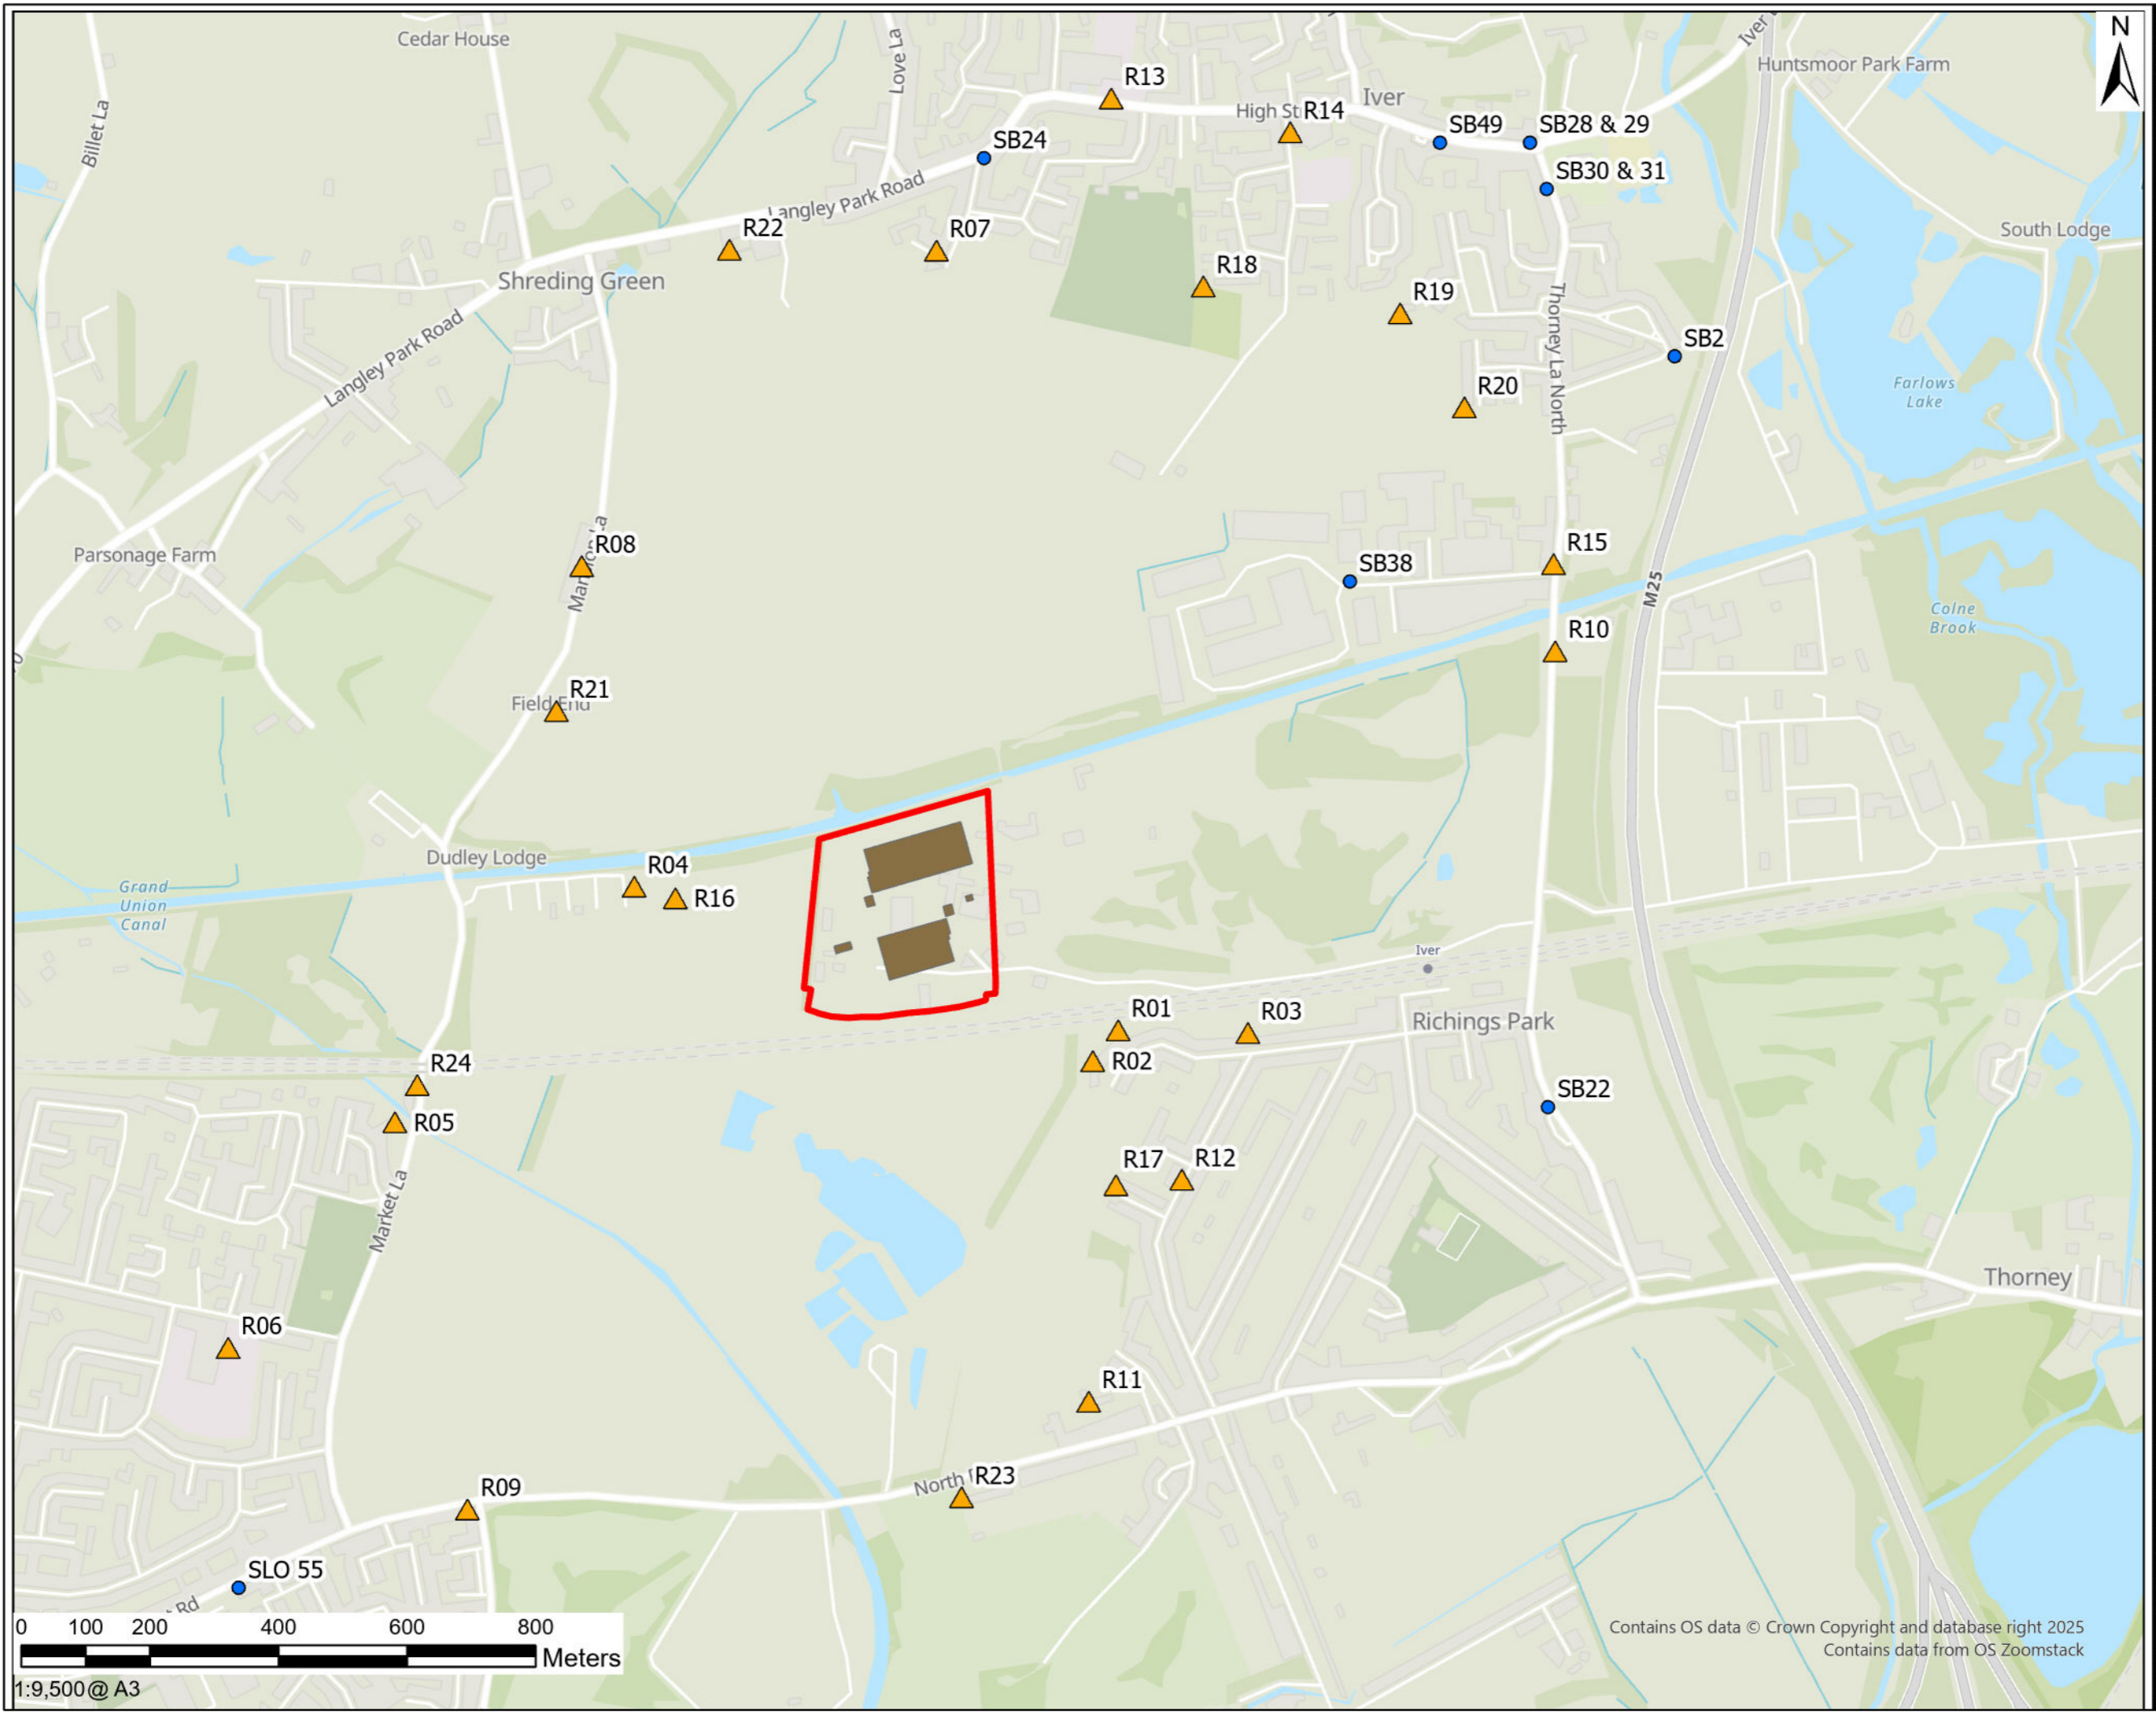 N
Cedar House
Love La
Iver
Huntsmoor Park Farm
R13
Iver
High St
R14
Billet La
SB49
SB28 & 29
SB24
SB30 & 31
Langley Park Road
R22
R07
South Lodge
Shreding Green
R18
R19
Thorney La North
SB2
Langley Park Road
R20
Farlows
Lake
R08
Parsonage Farm
SB38
R15
M25
Colne
Brook
R10
R21
Field End
Dudley Lodge
R04
Grand
Union
Canal
R16
Iver
R01
R03
Richings Park
R24
R02
SB22
R05
R17
R12
Market La
Thorney
R06
R11
R09
North
R23
SLO 55
Rd
0 100 200 400 600 800
Meters
1:9,500@ A3
Contains OS data © Crown Copyright and database right 2025
Contains data from OS Zoomstack